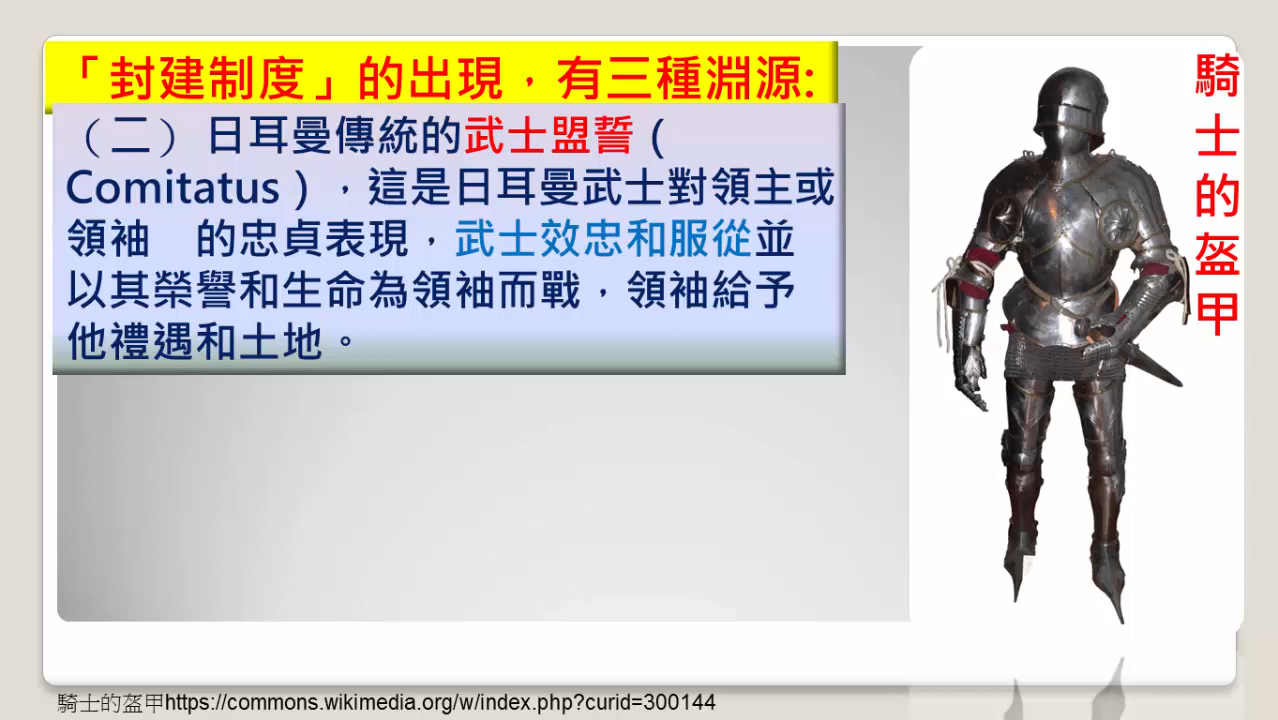 「封建制度」的出現，有三種淵源:
（二） 日耳曼傳統的武士盟誓（
Comitatus），這是日耳曼武士對領主或
領袖　的忠貞表現，武士效忠和服從並
以其榮譽和生命為領袖而戰，領袖給予
他禮遇和土地。
騎士的盔甲
騎士的盔甲https://commons.wikimedia.org/w/index.php?curid=300144